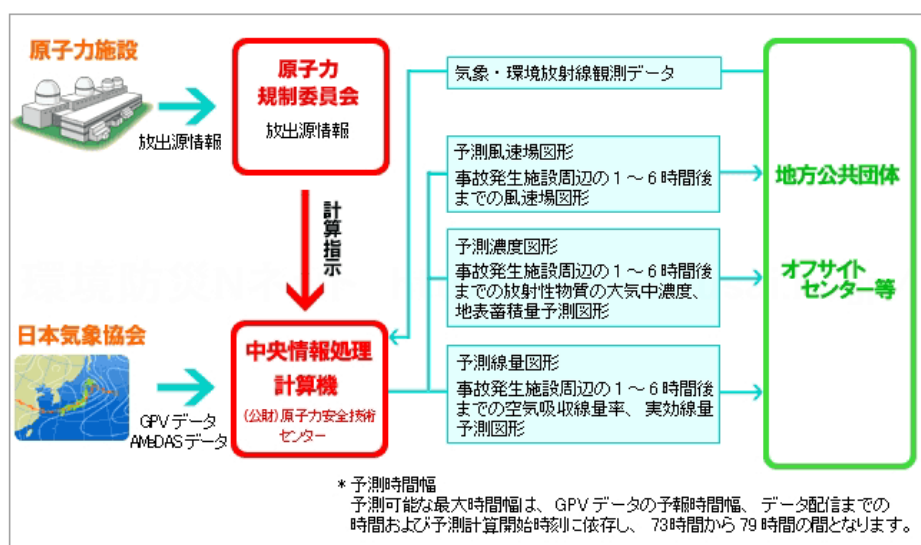 原子力施設
放出源情報
原子力
規制委員会
放出源情報
計算指示
日本気象協会
GPVデータ
AMeDASデータ
中央情報処理
計算機
(公財)原子力安全技術
センター
気象・環境放射線観測データ
予測風速場図形
事故発生施設周辺の1～6時間後
までの風速場図形
予測濃度図形
事故発生施設周辺の1～6時間後
までの放射性物質の大気中濃度、
地表蓄積量予測図形
予測線量図形
事故発生施設周辺の1～6時間後
までの空気吸収線量率、実効線量
予測図形
地方公共団体
オフサイト
センター等
* 予測時間幅
予測可能な最大時間幅は、GPVデータの予報時間幅、データ配信までの
時間および予測計算開始時刻に依存し、73時間から79時間の間となります。